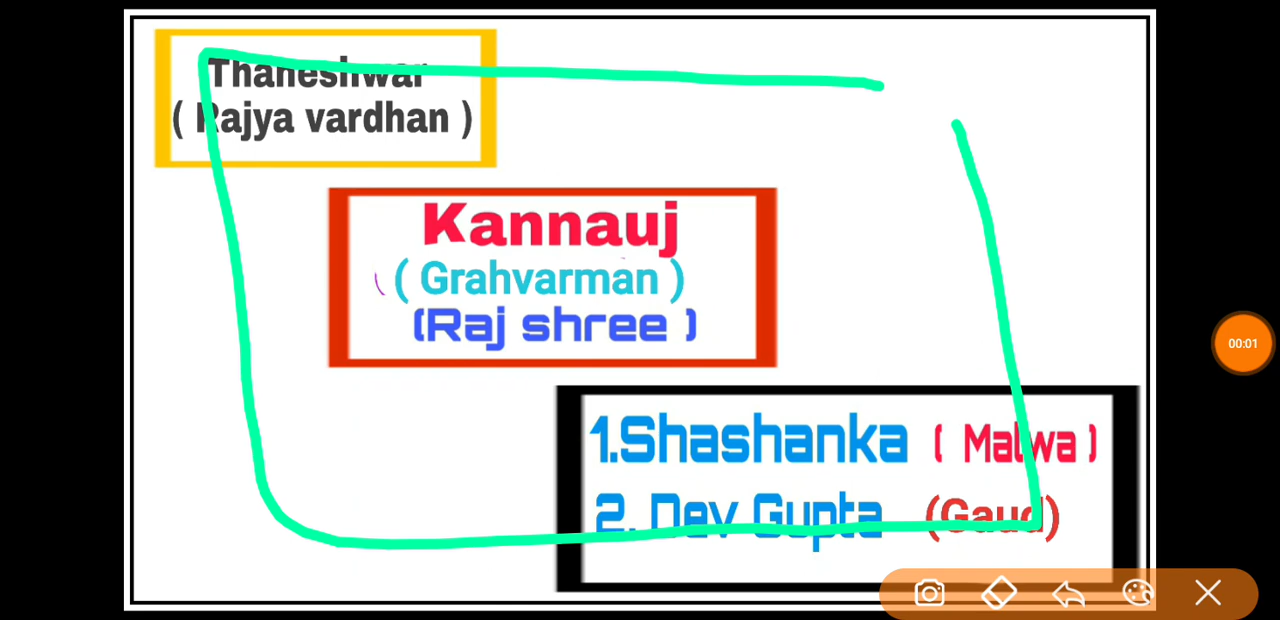 Thaneshwar
( Rajya vardhan )
Kannauj
( Grahvarman )
(Raj shree )
1.Shashanka ( Malwa )
2. Dev Gupta (Gaud)
00:01